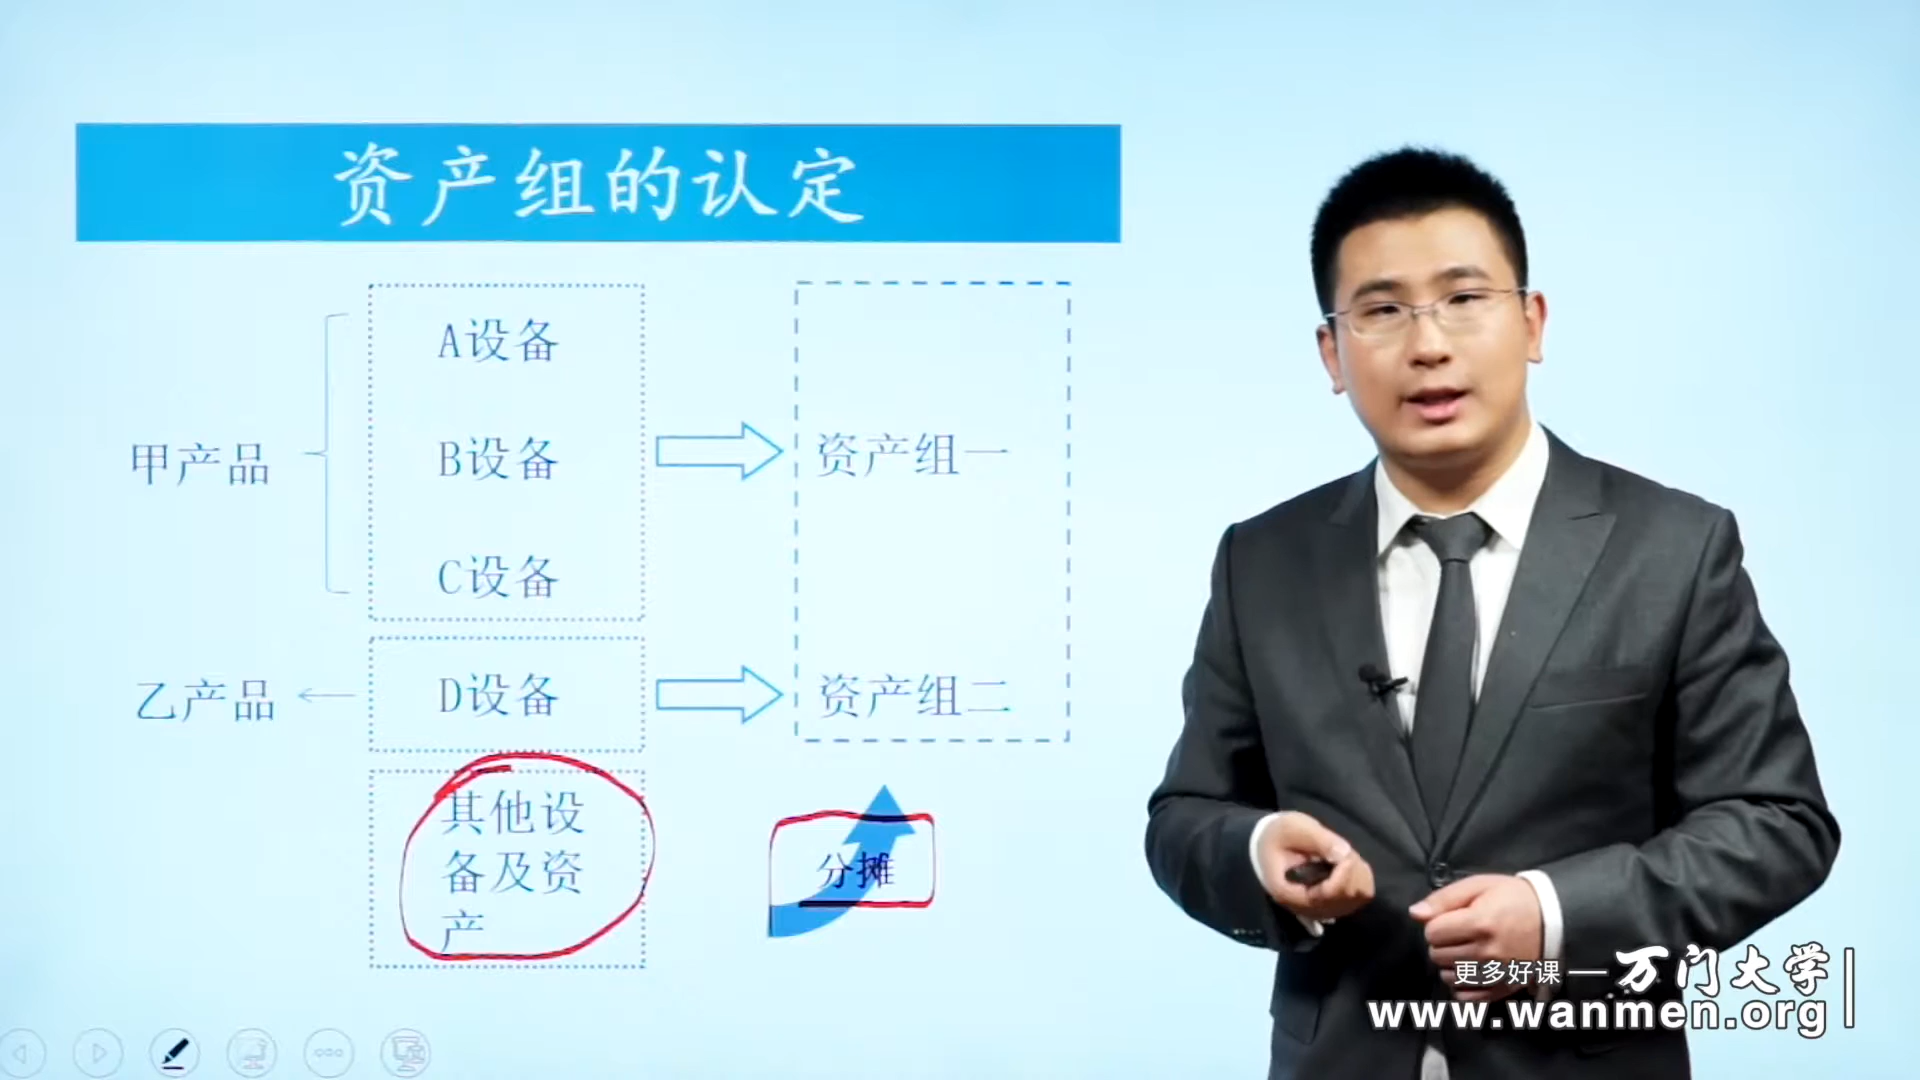 资产组的认定
A设备
B设备
C设备
甲产品
资产组一
乙产品
D设备
资产组二
其他设
备及资
产
分摊
更多好课—万门大学
www.wanmen.org